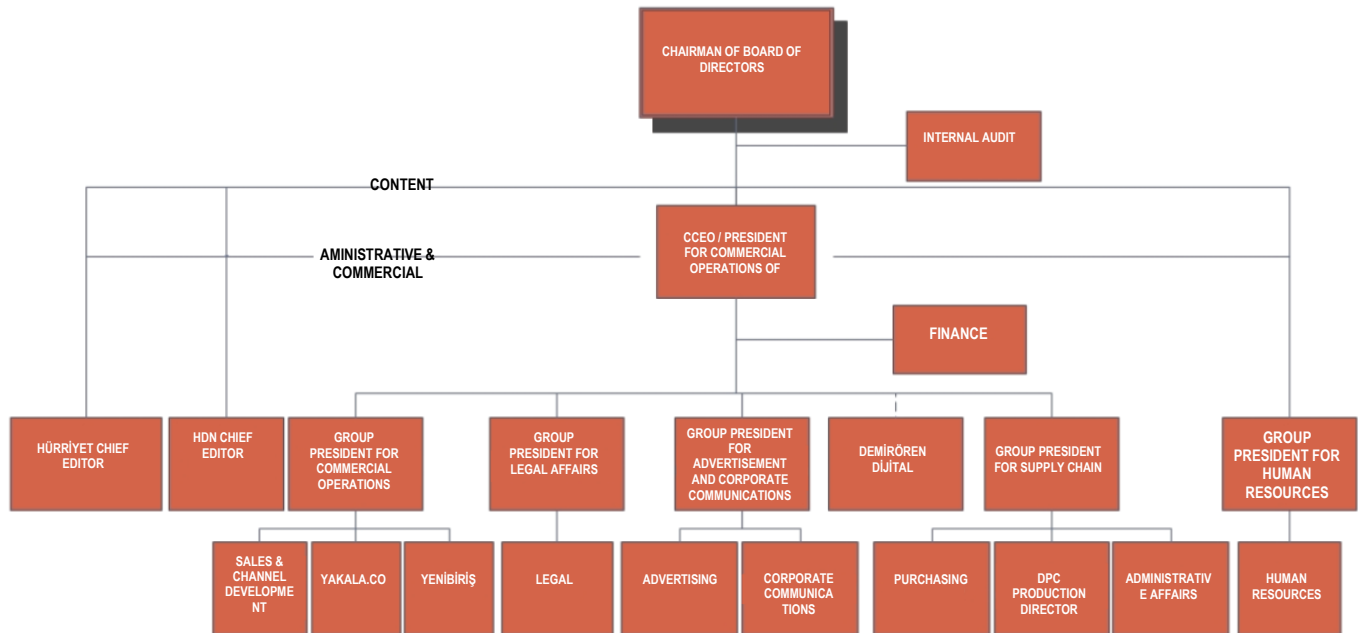 CHAIRMAN OF BOARD OF
DIRECTORS
INTERNAL AUDIT
CONTENT
CCEO / PRESIDENT
FOR COMMERCIAL
OPERATIONS OF
AMINISTRATIVE &
COMMERCIAL
FINANCE
HÜRRİYET CHIEF
EDITOR
HDN CHIEF
EDITOR
GROUP
PRESIDENT FOR
COMMERCIAL
OPERATIONS
GROUP
PRESIDENT FOR
LEGAL AFFAIRS
GROUP PRESIDENT
FOR
ADVERTISEMENT
AND CORPORATE
COMMUNICATIONS
DEMİRÖREN
DİJİTAL
GROUP PRESIDENT
FOR SUPPLY CHAIN
GROUP
PRESIDENT FOR
HUMAN
RESOURCES
SALES &
CHANNEL
DEVELOPME
NT
YAKALA.CO
YENİBİRİŞ
LEGAL
ADVERTISING
CORPORATE
COMMUNICA
TIONS
PURCHASING
DPC
PRODUCTION
DIRECTOR
ADMINISTRATIV
E AFFAIRS
HUMAN
RESOURCES